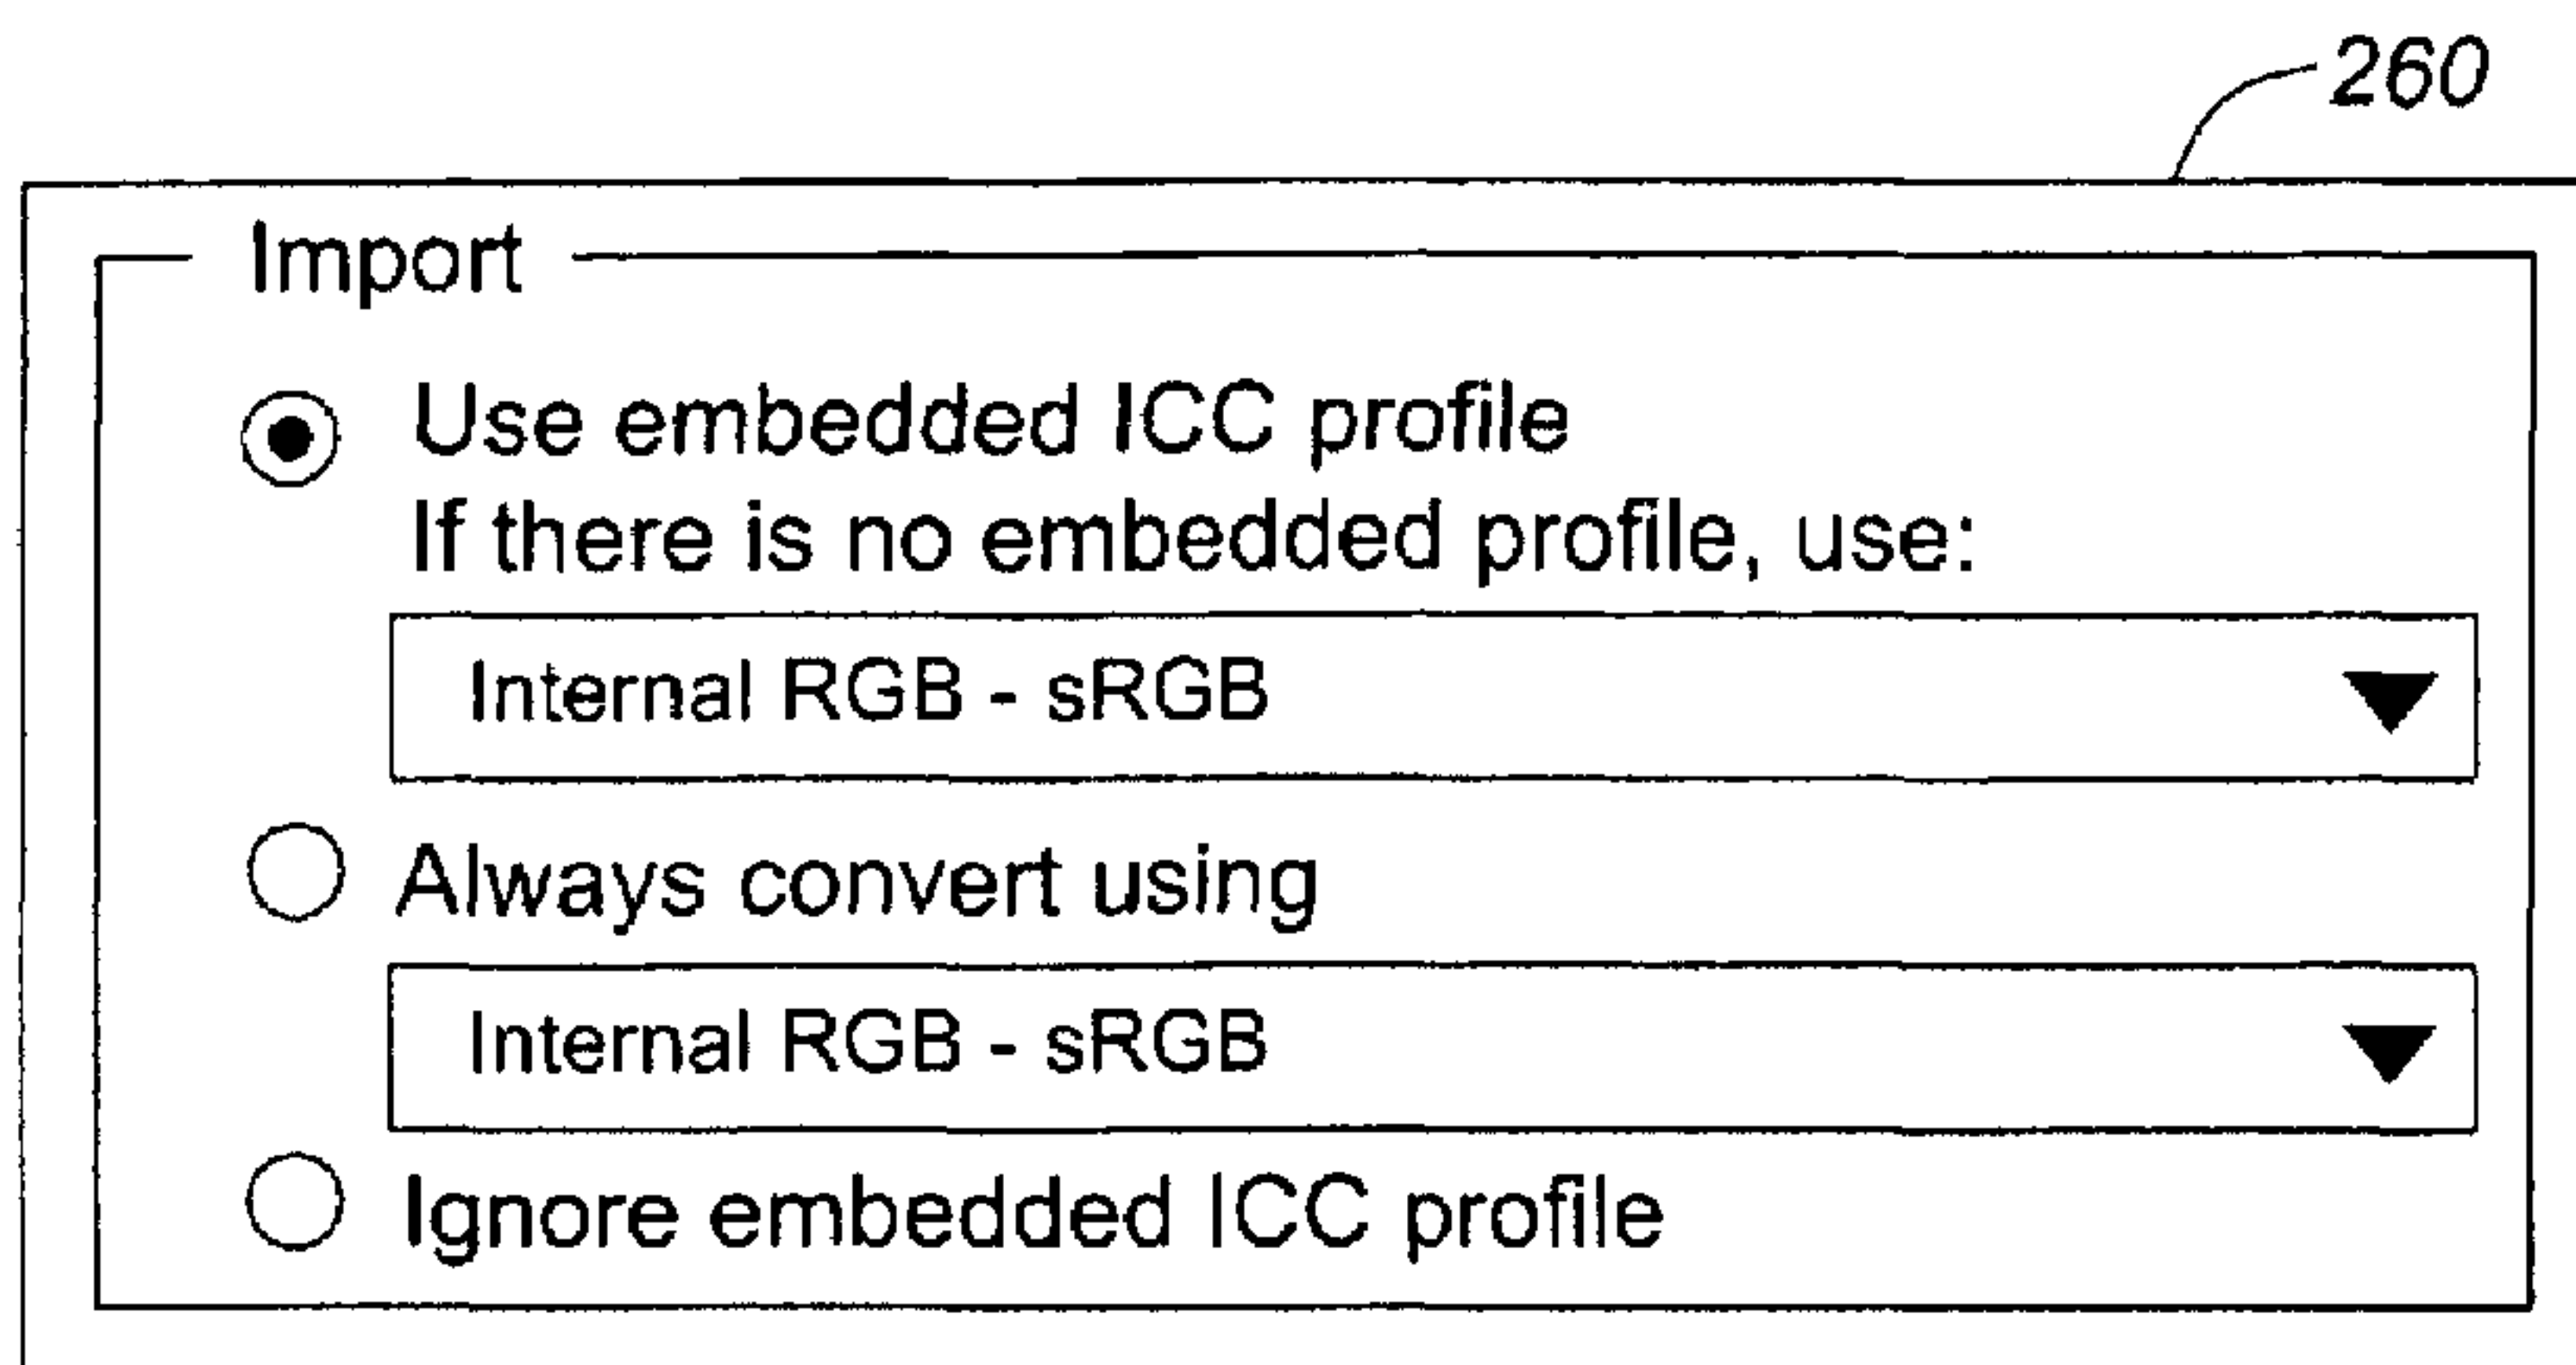 260
Import
Use embedded ICC profile
If there is no embedded profile, use:
Internal RGB - sRGB
Always convert using
Internal RGB - sRGB
Ignore embedded ICC profile